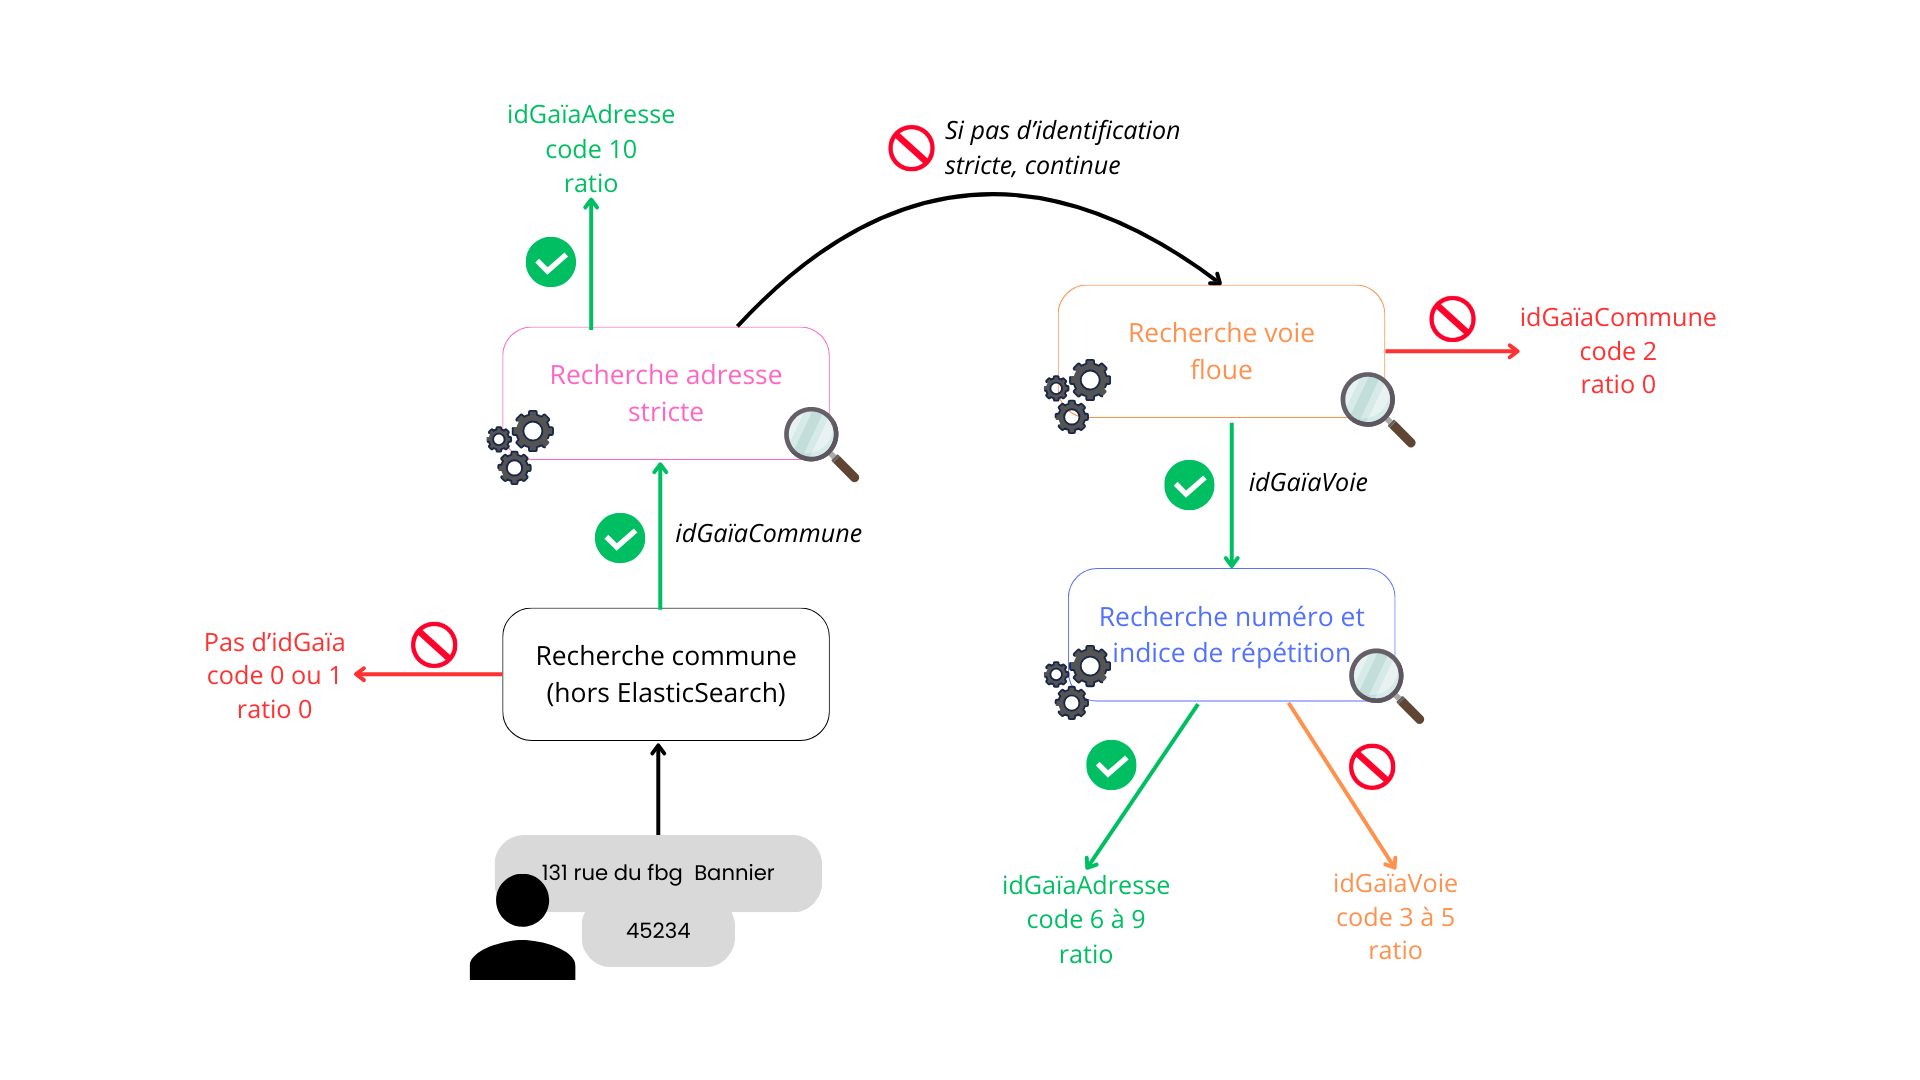 idGaïaAdresse
code 10
ratio
Si pas d’identification
stricte, continue
Recherche adresse
stricte
Recherche voie
floue
idGaïaCommune
code 2
ratio 0
idGaïaVoie
idGaïaCommune
Recherche numéro et
indice de répétition
Pas d’idGaïa
code 0 ou 1
ratio 0
Recherche commune
(hors ElasticSearch)
131 rue du fbg Bannier
45234
idGaïaAdresse
code 6 à 9
ratio
idGaïaVoie
code 3 à 5
ratio